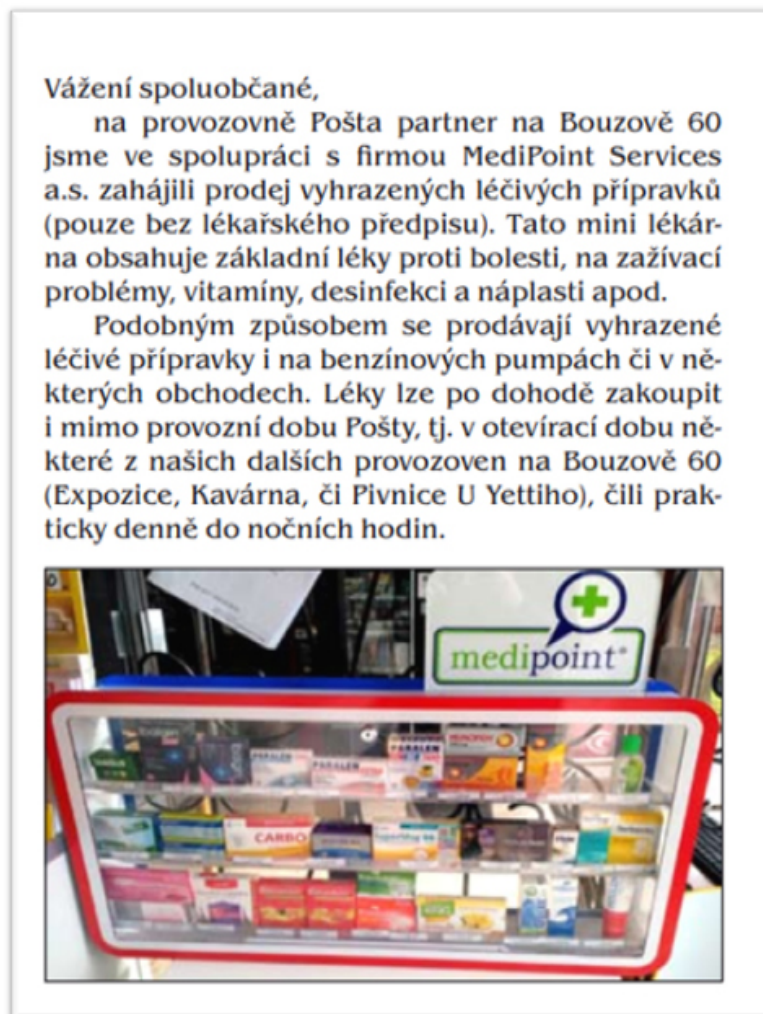 Vážení spoluobčané,
na provozovně Pošta partner na Bouzově 60
jsme ve spolupráci s firmou MediPoint Services
a.s. zahájili prodej vyhrazených léčivých přípravků
(pouze bez lékařského předpisu). Tato mini lékár-
na obsahuje základní léky proti bolesti, na zažívací
problémy, vitamíny, desinfekci a náplasti apod.
Podobným způsobem se prodávají vyhrazené
léčivé přípravky i na benzínových pumpách či v ně-
kterých obchodech. Léky lze po dohodě zakoupit
i mimo provozní dobu Pošty, tj. v otevírací dobu ně-
které z našich dalších provozoven na Bouzově 60
(Expozice, Kavárna, či Pivnice U Yettiho), čili prak-
ticky denně do nočních hodin.
medipoint
PARALEN
PARALEN
PARALEN
CARBO